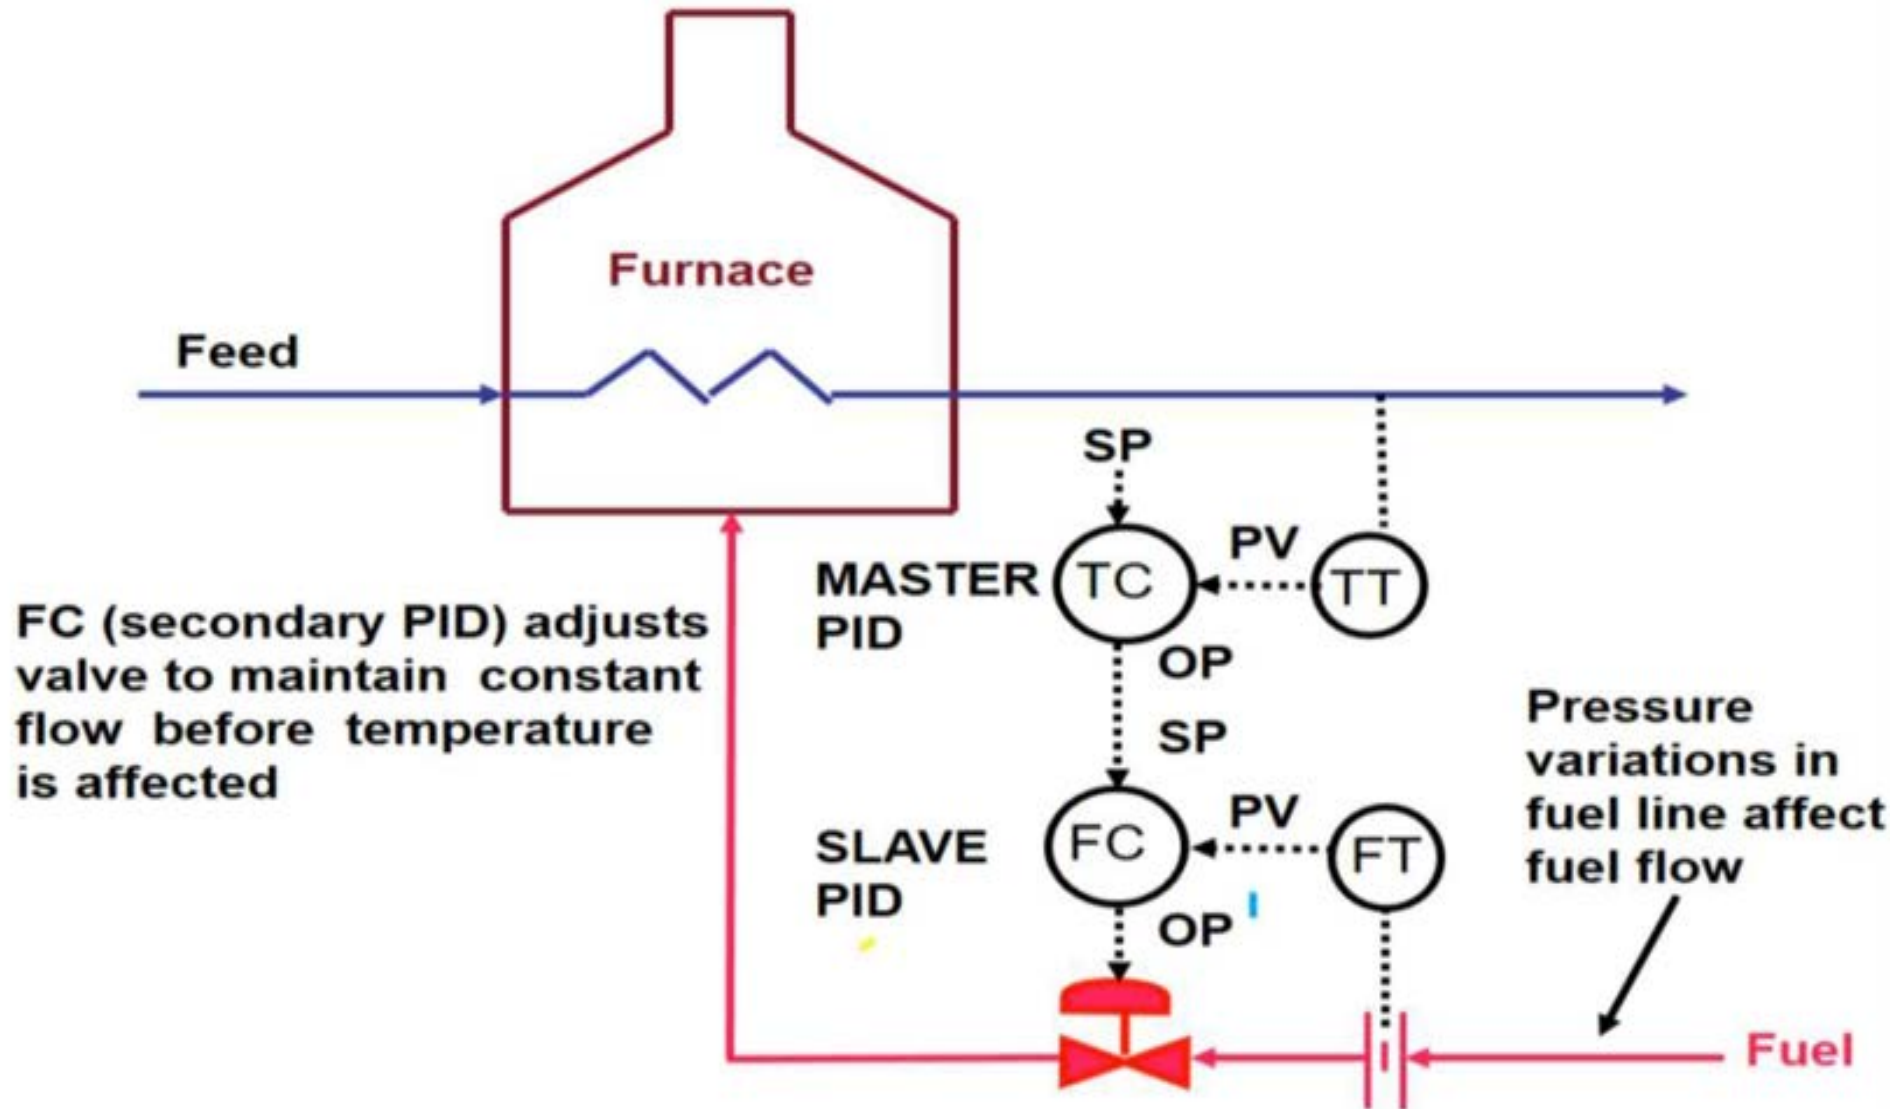 Furnace
Feed
SP
PV
MASTER
PID
TC
TT
OP
FC (secondary PID) adjusts
valve to maintain constant
flow before temperature
is affected
SP
Pressure
variations in
fuel line affect
fuel flow
PV
SLAVE
PID
FC
FT
OP
Fuel